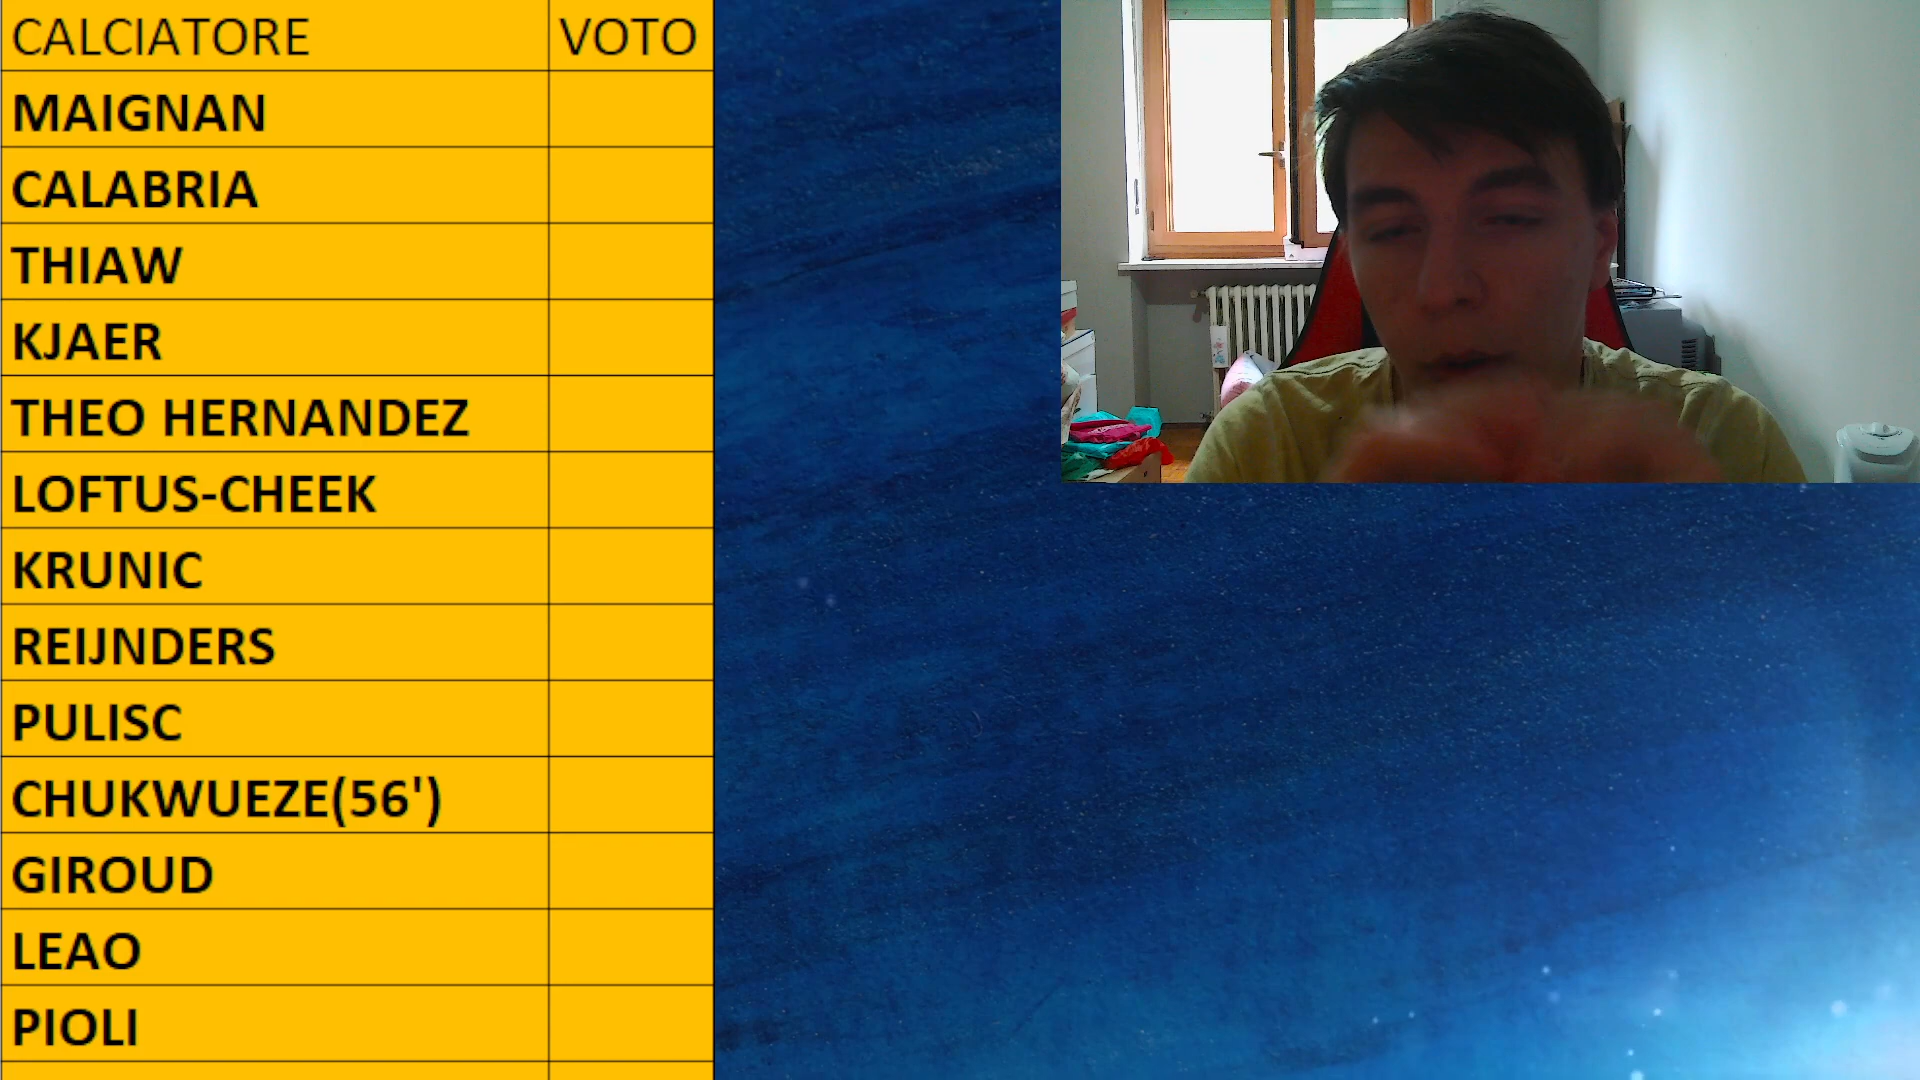 CALCIATORE VOTO
MAIGNAN
CALABRIA
THIAW
KJAER
THEO HERNANDEZ
LOFTUS-CHEEK
KRUNIC
REIJNDERS
PULISC
CHUKWUEZE(56')
GIROUD
LEAO
PIOLI